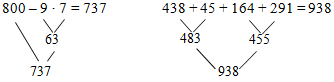 800 – 9 · 7 = 737
63
737
438 + 45 + 164 + 291 = 938
483 455
938